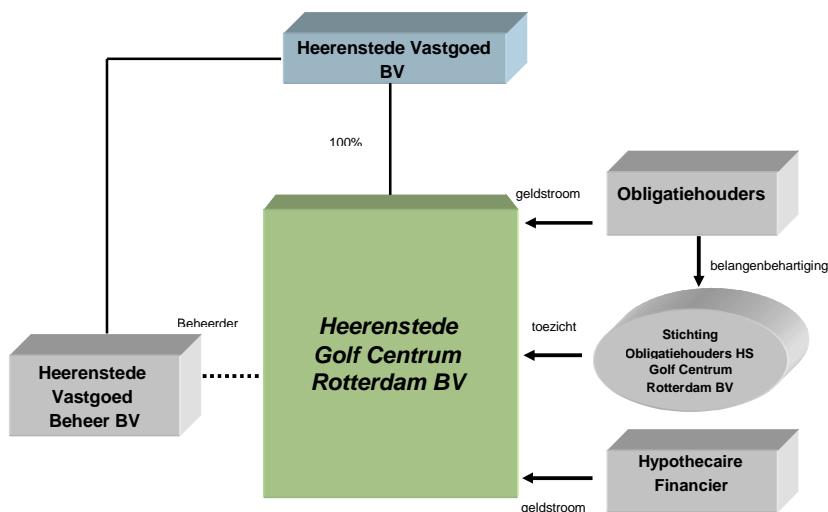 Heerenstede Vastgoed
BV
100%
geldstroom
Obligatiehouders
belangenbehartiging
Beheerder
Heerenstede
Golf Centrum
Rotterdam BV
toezicht
Stichting
Obligatiehouders HS
Golf Centrum
Rotterdam BV
Heerenstede
Vastgoed
Beheer BV
Hypothecaire
Financier
geldstroom